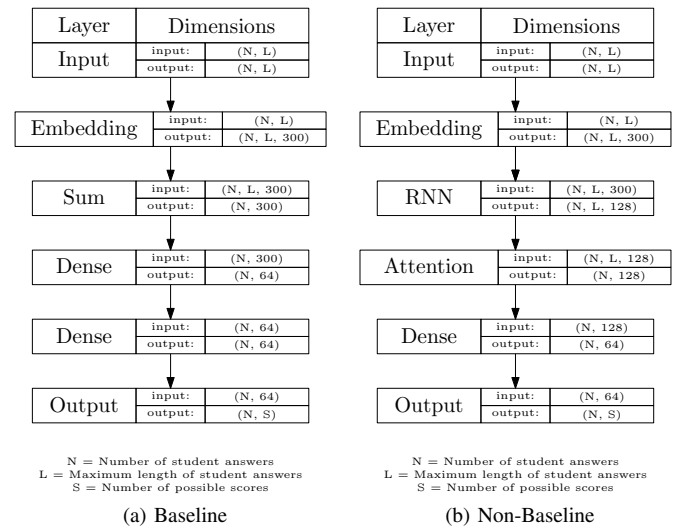 Layer Dimensions
Input input: (N, L)
output: (N, L)
Embedding input: (N, L)
output: (N, L, 300)
Sum input: (N, L, 300)
output: (N, 300)
Dense input: (N, 300)
output: (N, 64)
Dense input: (N, 64)
output: (N, 64)
Output input: (N, 64)
output: (N, S)
N = Number of student answers
L = Maximum length of student answers
S = Number of possible scores
(a) Baseline
Layer Dimensions
Input input: (N, L)
output: (N, L)
Embedding input: (N, L)
output: (N, L, 300)
RNN input: (N, L, 300)
output: (N, L, 128)
Attention input: (N, L, 128)
output: (N, 128)
Dense input: (N, 128)
output: (N, 64)
Output input: (N, 64)
output: (N, S)
N = Number of student answers
L = Maximum length of student answers
S = Number of possible scores
(b) Non-Baseline